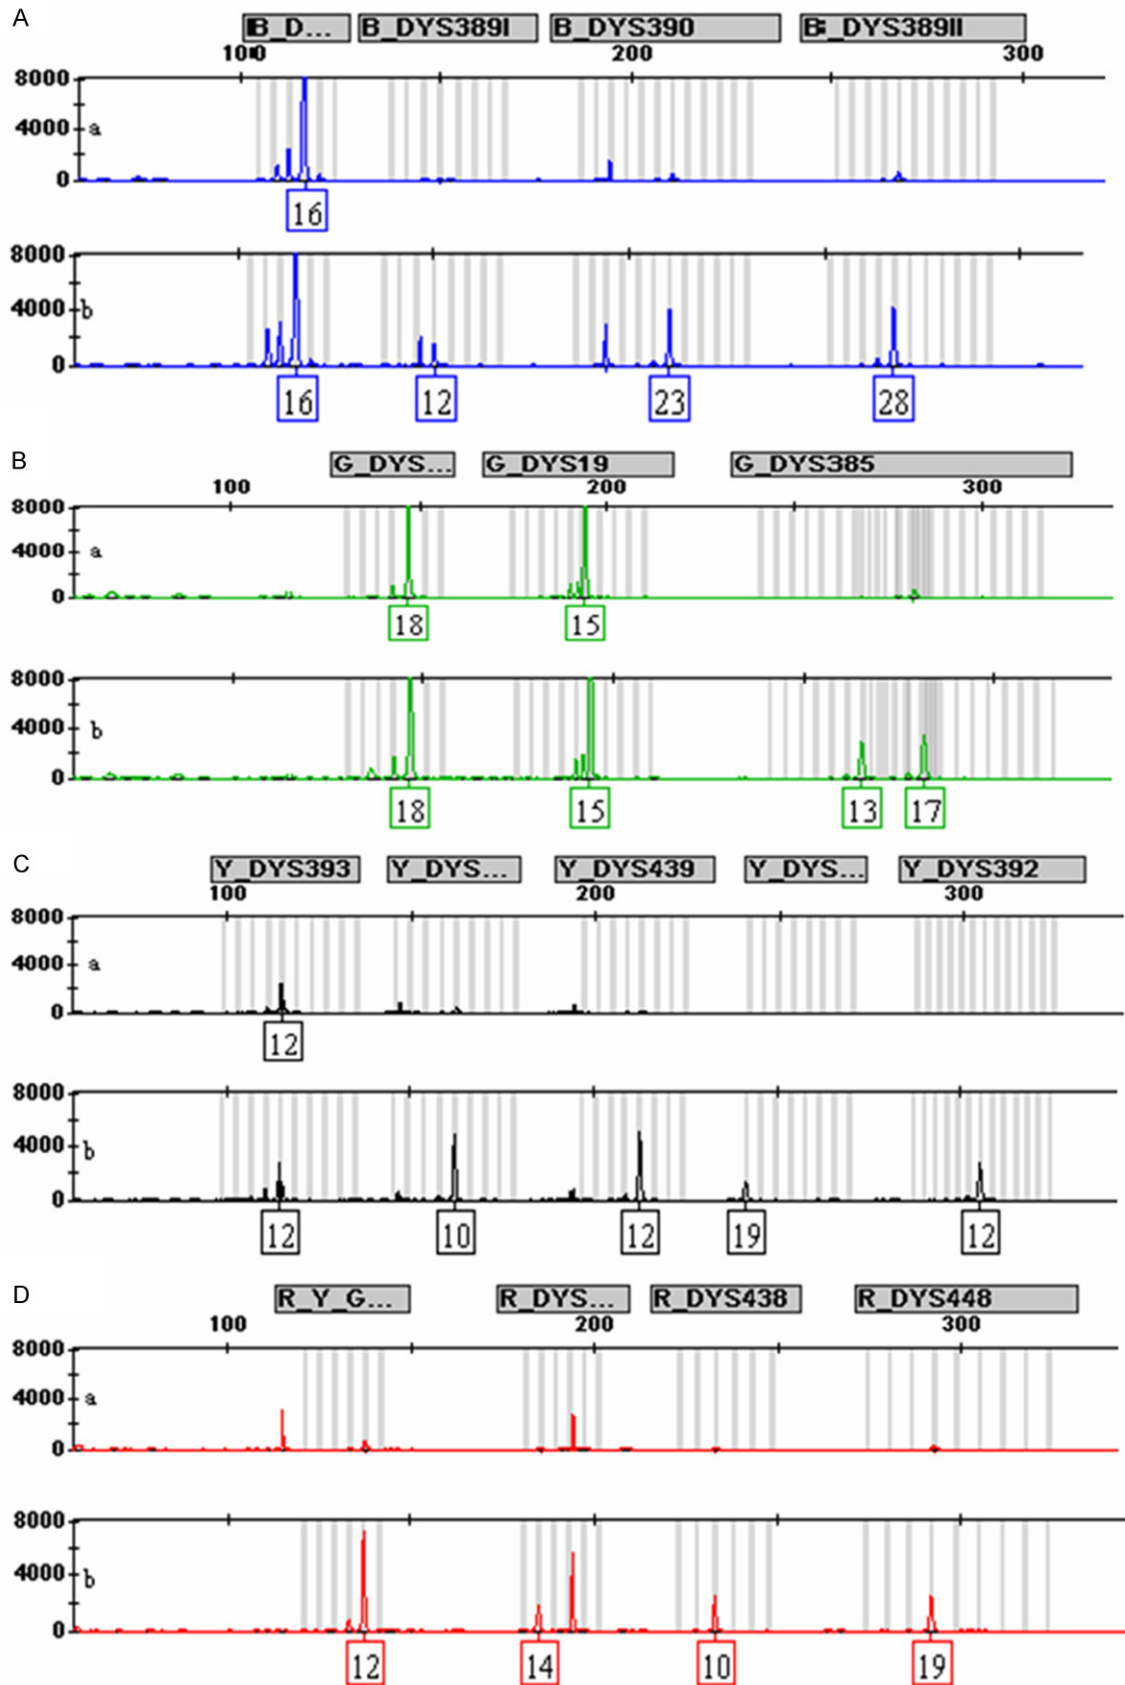 A
B_D... B_DYS389I B_DYS390 B_DYS389II
100 200 300
8000
4000 a
0
16
8000
4000 b
0
16 12 23 28
B
G_DYS... G_DYS19 G_DYS385
100 200 300
8000
4000 a
0
18 15
8000
4000 b
0
18 15 13 17
C
Y_DYS393 Y_DYS... Y_DYS439 Y_DYS... Y_DYS392
100 200 300
8000
4000 a
0
12
8000
4000 b
0
12 10 12 19 12
D
R_Y_G... R_DYS... R_DYS438 R_DYS448
100 200 300
8000
4000 a
0
8000
4000 b
0
12 14 10 19